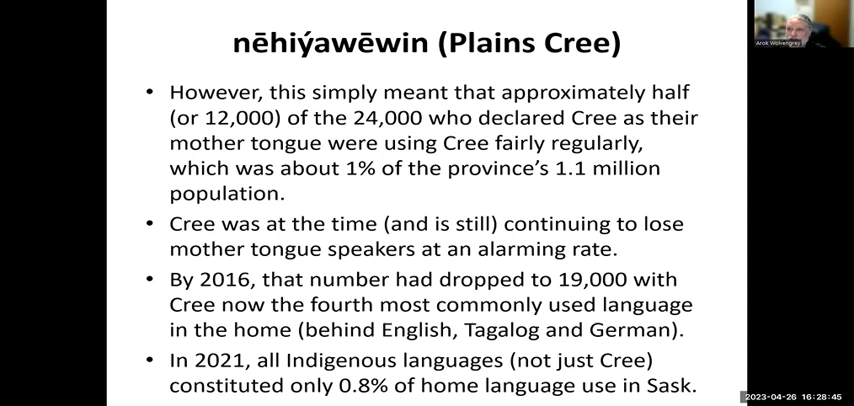 nēhiýawēwin (Plains Cree)
• However, this simply meant that approximately half
(or 12,000) of the 24,000 who declared Cree as their
mother tongue were using Cree fairly regularly,
which was about 1% of the province’s 1.1 million
population.
• Cree was at the time (and is still) continuing to lose
mother tongue speakers at an alarming rate.
• By 2016, that number had dropped to 19,000 with
Cree now the fourth most commonly used language
in the home (behind English, Tagalog and German).
• In 2021, all Indigenous languages (not just Cree)
constituted only 0.8% of home language use in Sask.
Arok Wolvengrey
2023-04-26 16:28:45